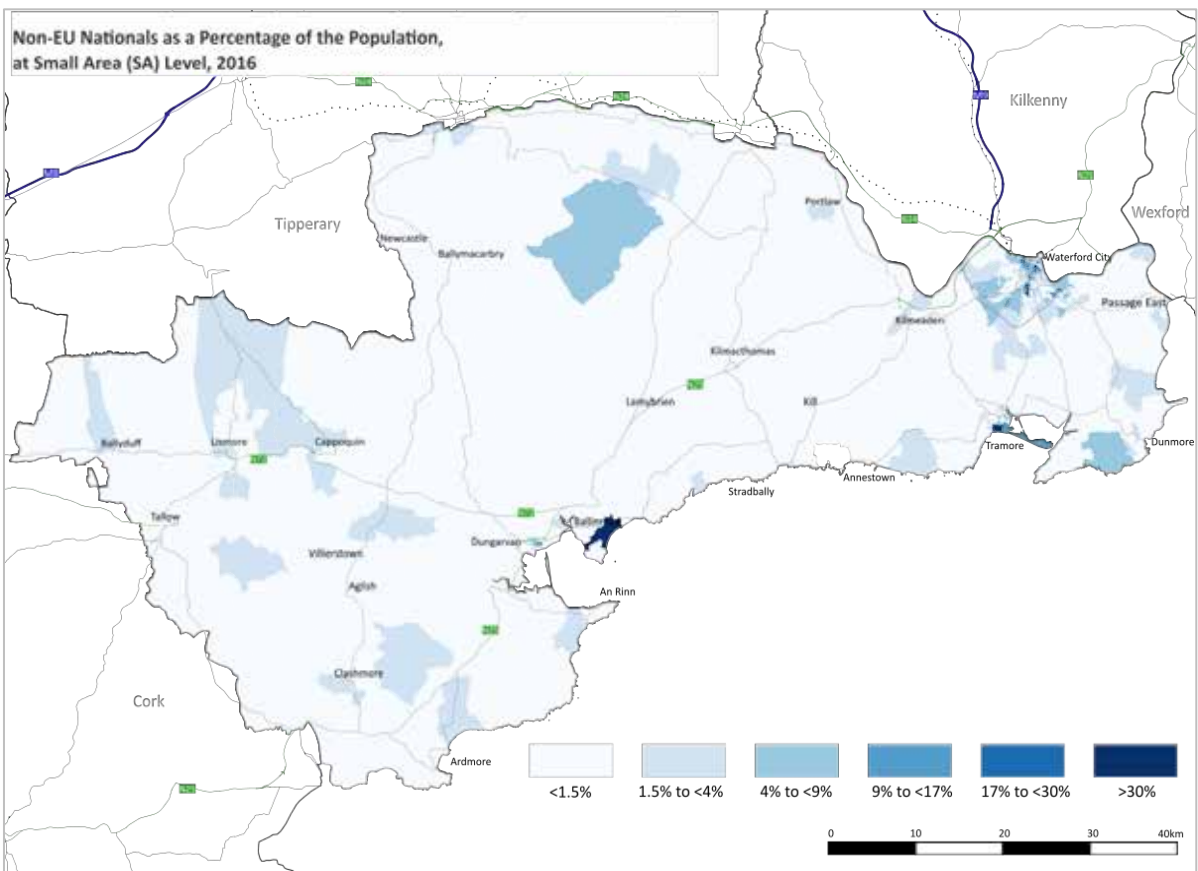 Non-EU Nationals as a Percentage of the Population,
at Small Area (SA) Level, 2016
Kilkenny
Tipperary
Wexford
Portlaw
Newcastle
Ballymacarbry
Waterford City
Passage East
Kilmeaden
Kilmacthomas
Lemybrien
Kill
Ballyduff
Lismore
Cappoquin
Tramore
Dunmore
Annestown
Stradbally
Tallow
Dungarvan
Villierstown
Aglish
An Rinn
Clashmore
Cork
Ardmore
<1.5%
1.5% to <4%
4% to <9%
9% to <17%
17% to <30%
>30%
0 10 20 30 40km